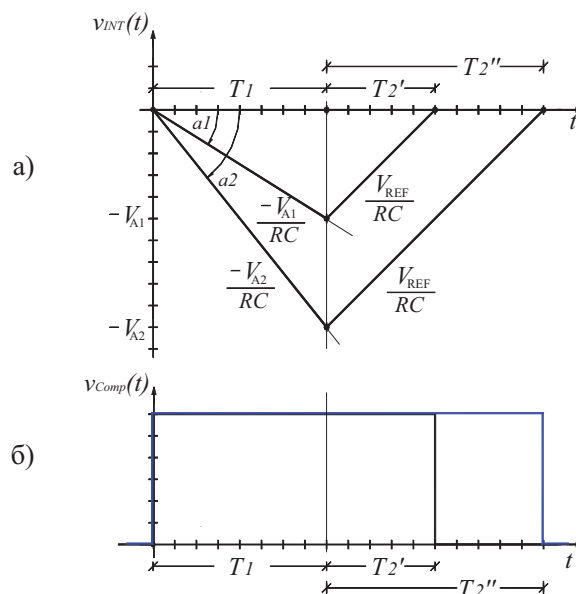 vINT(t)
T1
T2'
T2''
t
a1
a2
а)
-VA1
-VA1
RC
VREF
RC
-VA2
RC
VREF
RC
-VA2
vComp(t)
б)
t
T1
T2'
T2''